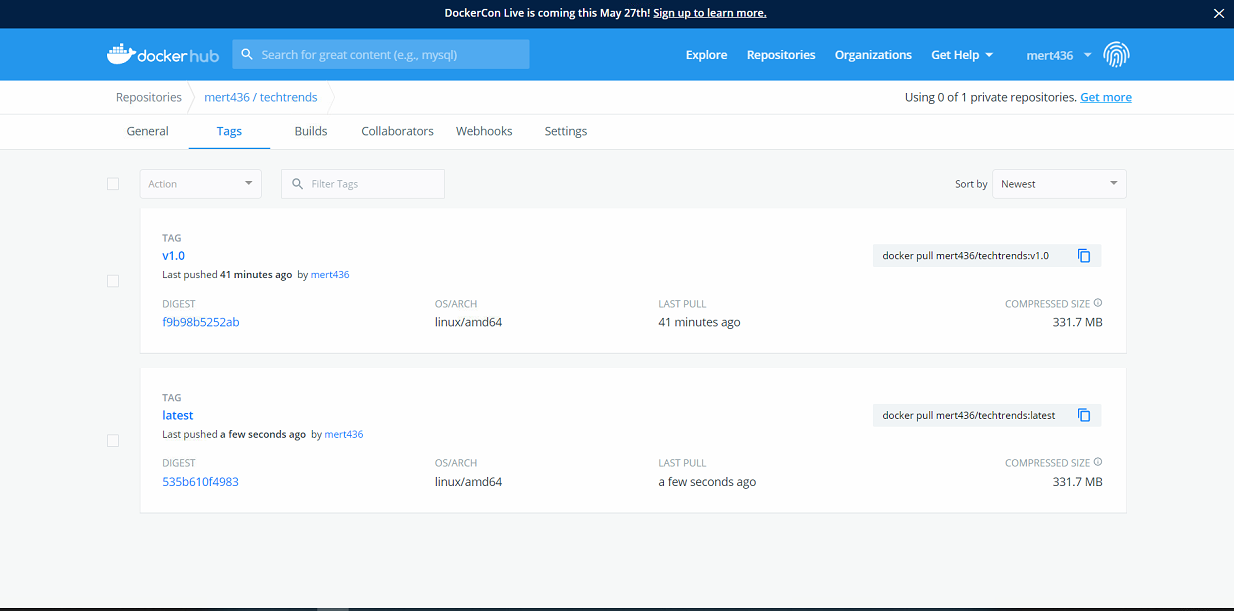 DockerCon Live is coming this May 27th! Sign up to learn more.
docker hub
Search for great content (e.g., mysql)
Explore
Repositories
Organizations
Get Help
mert436
Repositories
mert436 / techtrends
Using 0 of 1 private repositories. Get more
General
Tags
Builds
Collaborators
Webhooks
Settings
Action
Filter Tags
Sort by
Newest
TAG
v1.0
Last pushed 41 minutes ago by mert436
docker pull mert436/techtrends:v1.0
DIGEST
OS/ARCH
LAST PULL
COMPRESSED SIZE
f9b98b5252ab
linux/amd64
41 minutes ago
331.7 MB
TAG
latest
Last pushed a few seconds ago by mert436
docker pull mert436/techtrends:latest
DIGEST
OS/ARCH
LAST PULL
COMPRESSED SIZE
535b610f4983
linux/amd64
a few seconds ago
331.7 MB